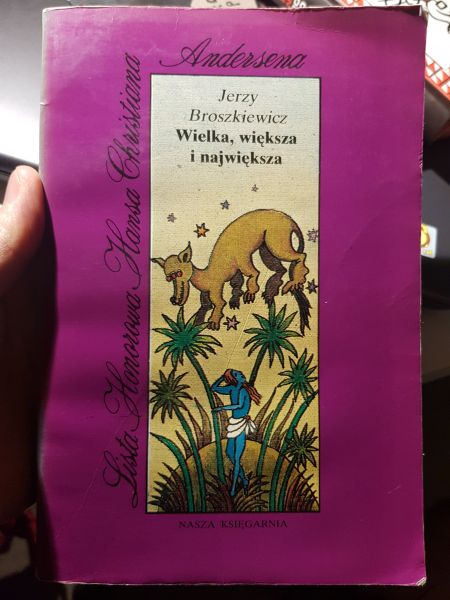 Lista Honorowa Hansa Christiana
Andersena
Jerzy
Broszkiewicz
Wielka, większa
i największa
NASZA KSIĘGARNIA